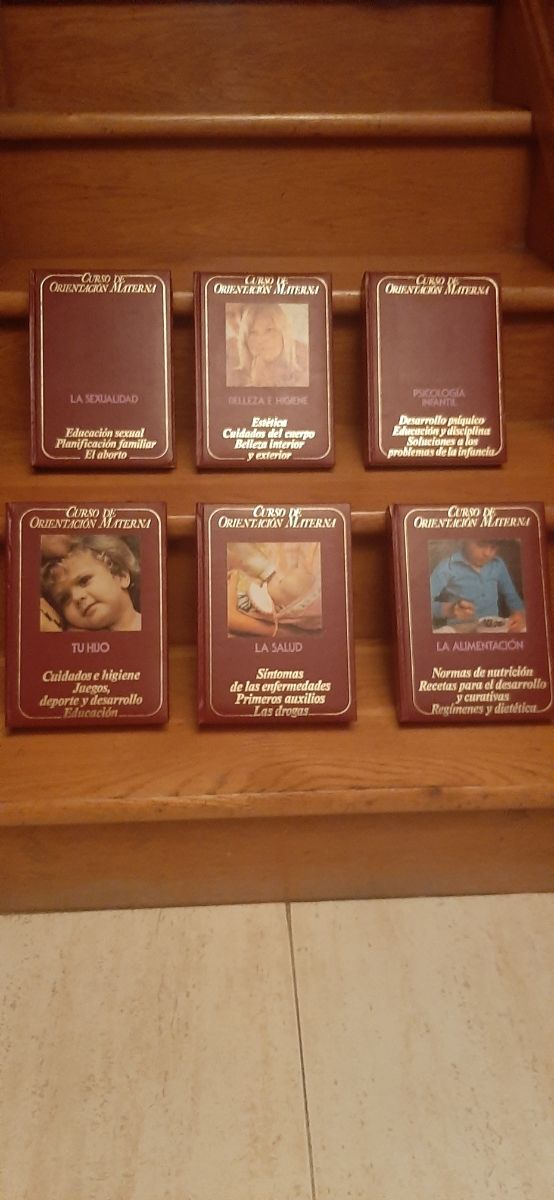 CURSO DE
ORIENTACIÓN MATERNA
LA SEXUALIDAD
Educación sexual
Planificación familiar
El aborto
CURSO DE
ORIENTACIÓN MATERNA
BELLEZA E HIGIENE
Estética
Cuidados del cuerpo
Belleza interior
y exterior
CURSO DE
ORIENTACIÓN MATERNA
PSICOLOGÍA
INFANTIL
Desarrollo psíquico
Educación y disciplina
Soluciones a los
problemas de la infancia
CURSO DE
ORIENTACIÓN MATERNA
TU HIJO
Cuidados e higiene
Juegos,
deporte y desarrollo
Educación
CURSO DE
ORIENTACIÓN MATERNA
LA SALUD
Síntomas
de las enfermedades
Primeros auxilios
Las drogas
CURSO DE
ORIENTACIÓN MATERNA
LA ALIMENTACIÓN
Normas de nutrición
Recetas para el desarrollo
y curativas
Regímenes y dietética